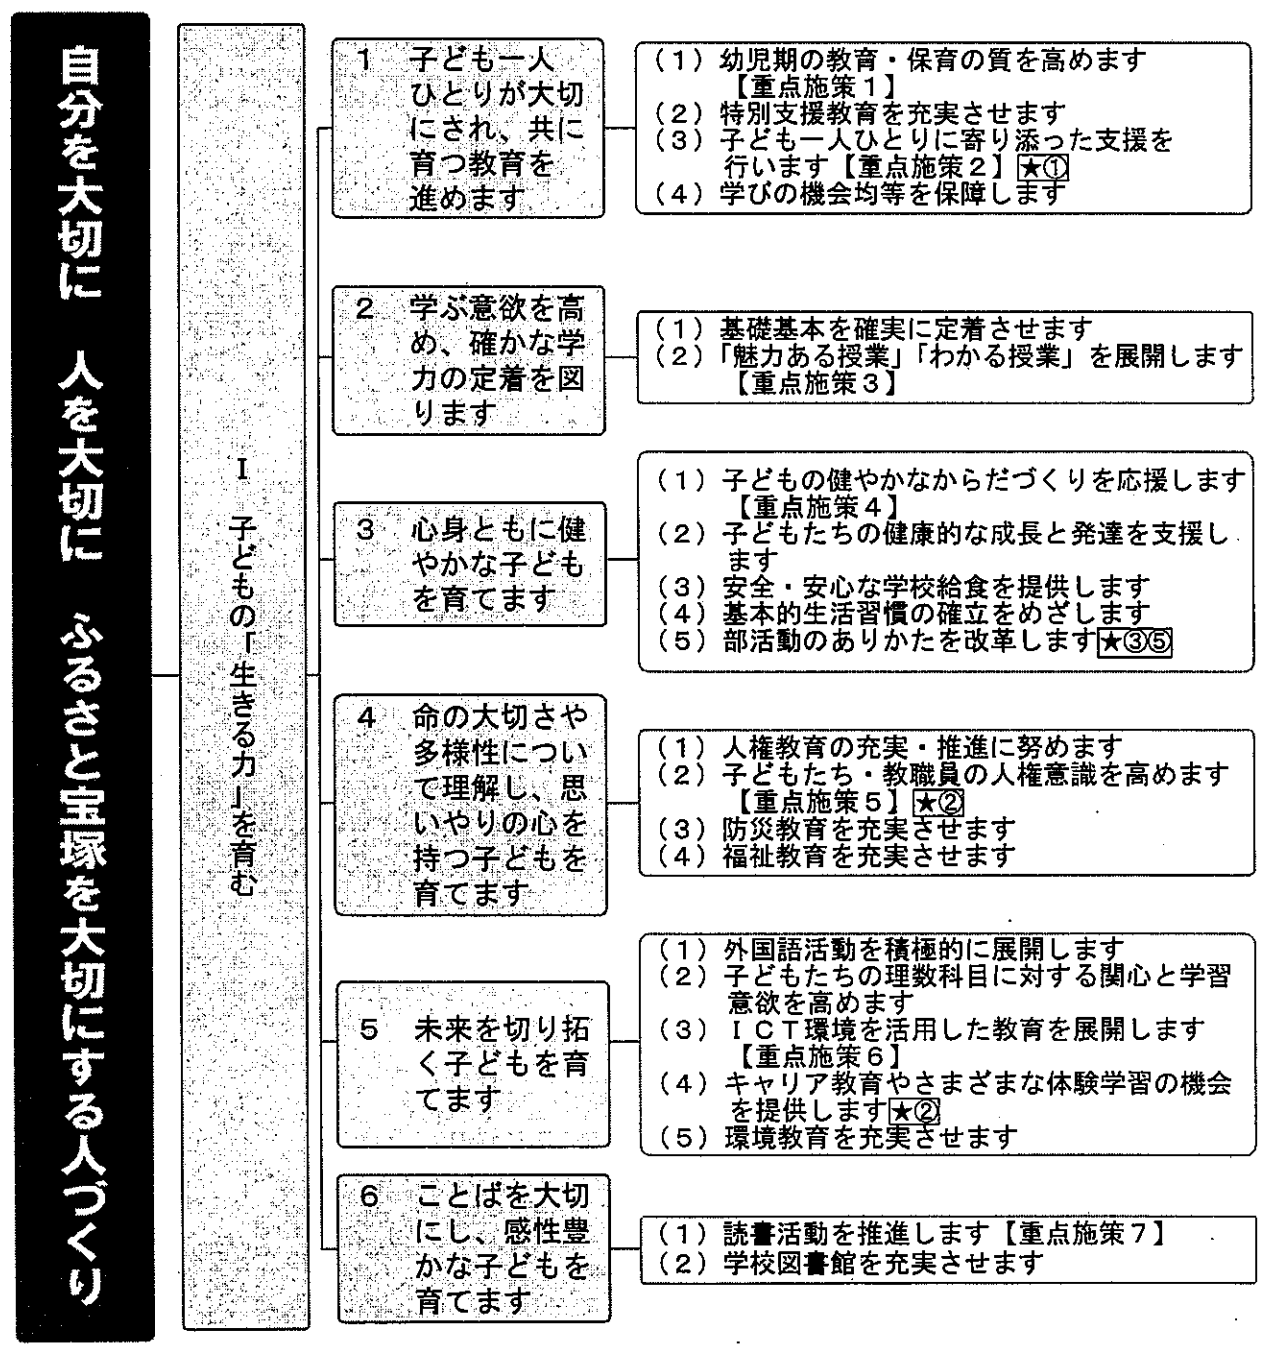 自分を大切に　人を大切に　ふるさと宝塚を大切にする人づくり
Ⅰ　子どもの「生きる力」を育む
1　子ども一人
ひとりが大切
にされ、共に
育つ教育を
進めます
(1) 幼児期の教育・保育の質を高めます
【重点施策1】
(2) 特別支援教育を充実させます
(3) 子ども一人ひとりに寄り添った支援を
行います【重点施策2】★①
(4) 学びの機会均等を保障します
2　学ぶ意欲を高
め、確かな学
力の定着を図
ります
(1) 基礎基本を確実に定着させます
(2)「魅力ある授業」「わかる授業」を展開します
【重点施策3】
3　心身ともに健
やかな子ども
を育てます
(1) 子どもの健やかなからだづくりを応援します
【重点施策4】
(2) 子どもたちの健康的な成長と発達を支援し
ます
(3) 安全・安心な学校給食を提供します
(4) 基本的生活習慣の確立をめざします
(5) 部活動のありかたを改革します★③⑤
4　命の大切さや
多様性につい
て理解し、思
いやりの心を
持つ子どもを
育てます
(1) 人権教育の充実・推進に努めます
(2) 子どもたち・教職員の人権意識を高めます
【重点施策5】★②
(3) 防災教育を充実させます
(4) 福祉教育を充実させます
5　未来を切り拓
く子どもを育
てます
(1) 外国語活動を積極的に展開します
(2) 子どもたちの理数科目に対する関心と学習
意欲を高めます
(3) ICT環境を活用した教育を展開します
【重点施策6】
(4) キャリア教育やさまざまな体験学習の機会
を提供します★②
(5) 環境教育を充実させます
6　ことばを大切
にし、感性豊
かな子どもを
育てます
(1) 読書活動を推進します【重点施策7】
(2) 学校図書館を充実させます